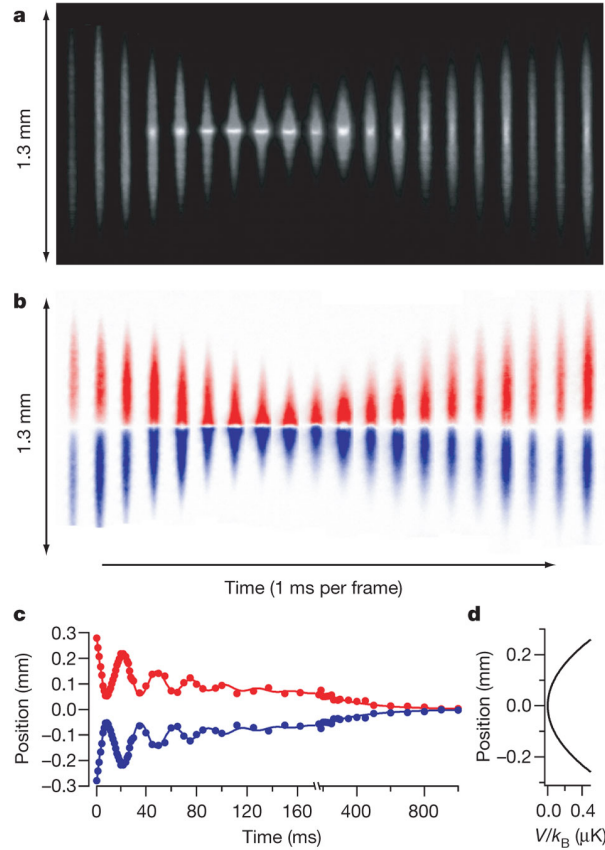 a
1.3 mm
b
1.3 mm
Time (1 ms per frame)
c
Position (mm)
0.3
0.2
0.1
0.0
−0.1
−0.2
−0.3
0 40 80 120 160 400 800
Time (ms)
d
Position (mm)
0.2
0.0
−0.2
0.0 0.4
V/kB (μK)